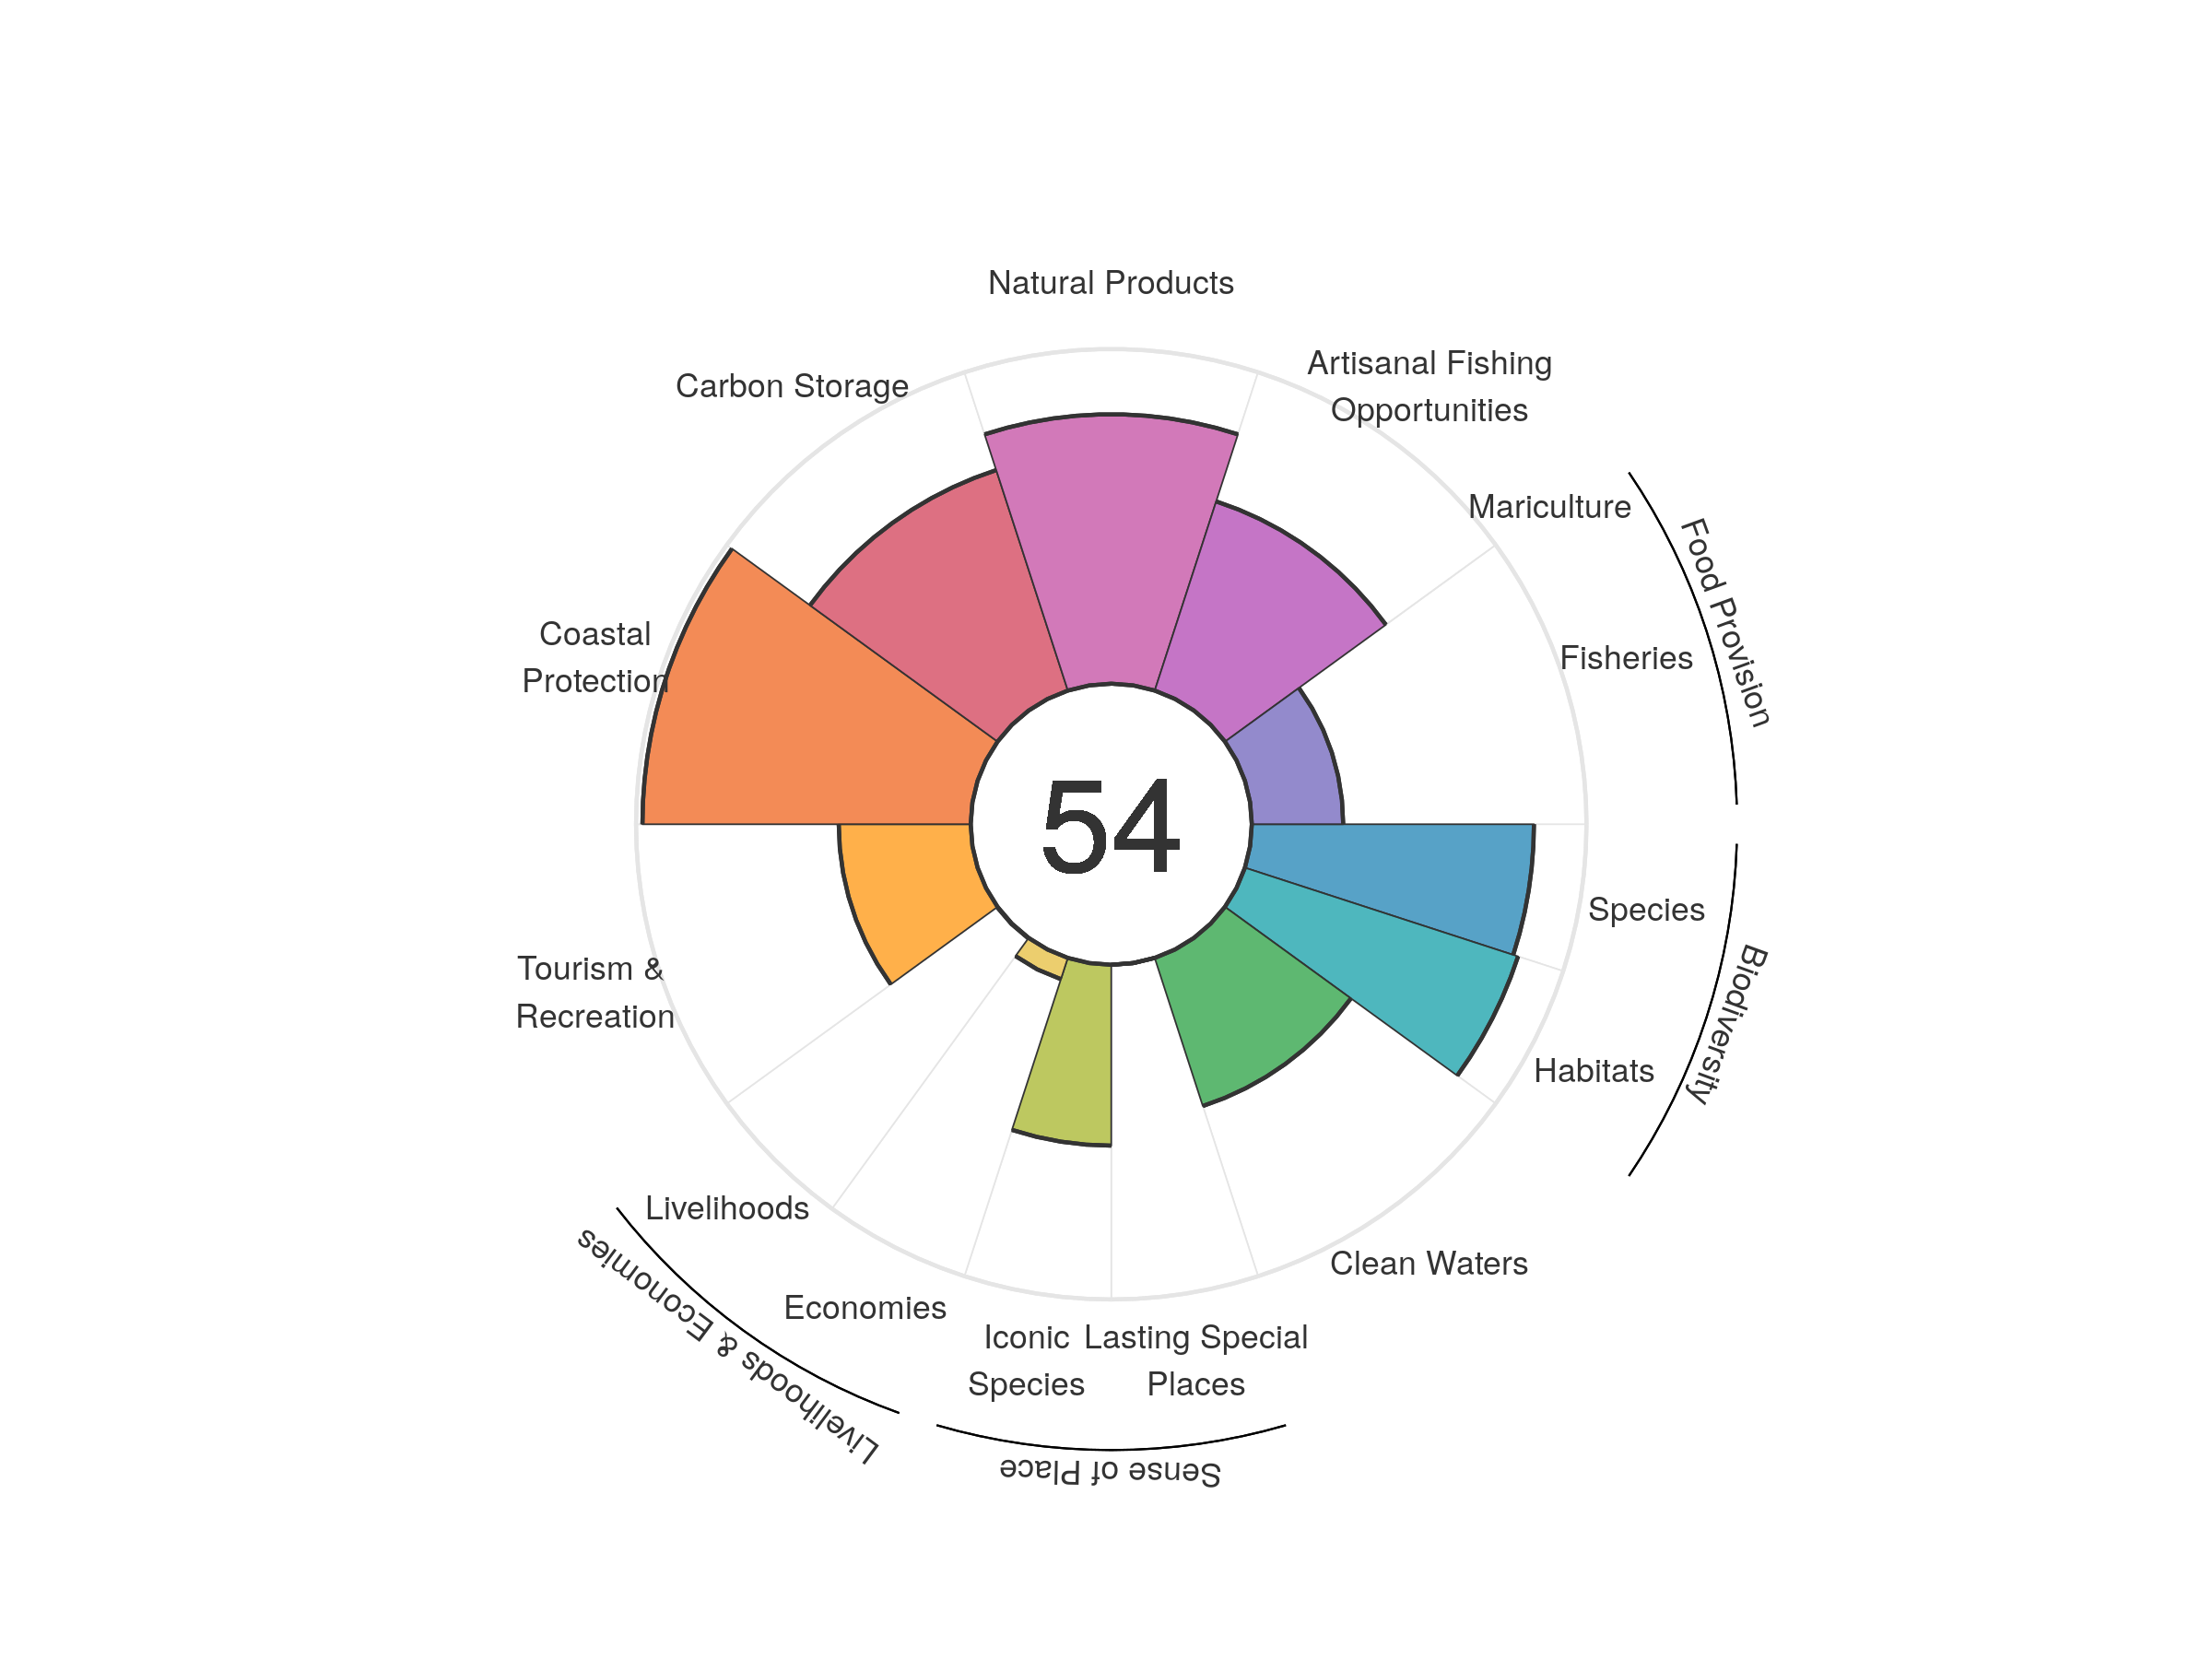 Natural Products
Artisanal Fishing
Opportunities
Carbon Storage
Mariculture
Food Provision
Coastal
Protection
Fisheries
54
Species
Biodiversity
Tourism &
Recreation
Habitats
Livelihoods
Livelihoods & Economies
Clean Waters
Economies
Iconic
Species
Lasting Special
Places
Sense of Place